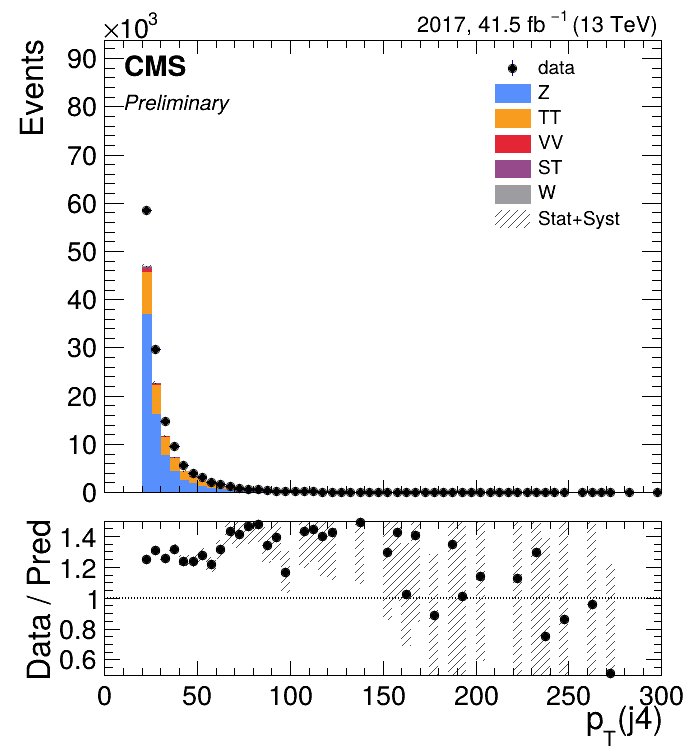 ×10³
2017, 41.5 fb⁻¹ (13 TeV)
Events
90
80
70
60
50
40
30
20
10
0
CMS
Preliminary
data
Z
TT
VV
ST
W
Stat+Syst
Data / Pred
1.4
1.2
1
0.8
0.6
0 50 100 150 200 250 300
p_T(j4)